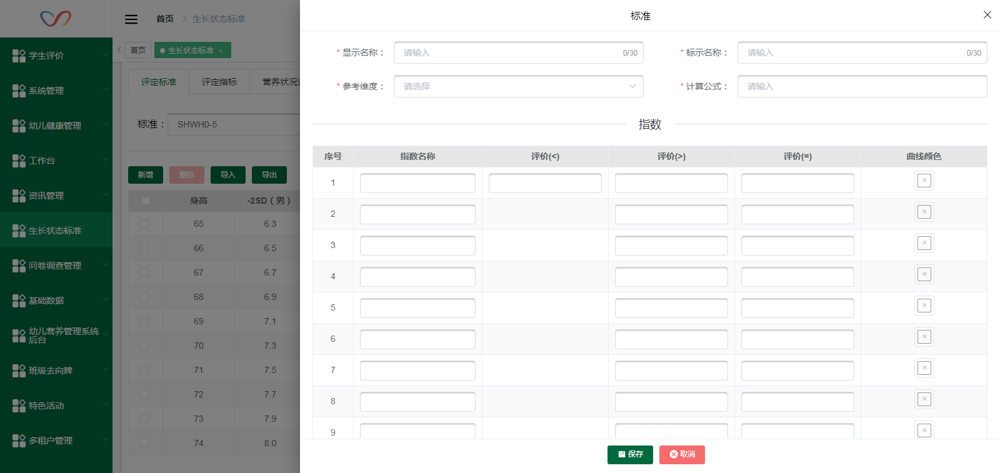 首页 > 生长状态标准
首页
生长状态标准 ×
学生评价
系统管理
幼儿健康管理
工作台
资讯管理
生长状态标准
问卷调查管理
基础数据
幼儿营养管理系统
后台
班级去向牌
特色活动
多租户管理
评定标准 评定指标 营养状况
标准： SHWH0-5
新增 删除 导入 导出
身高 -2SD（男）
65 6.3
66 6.5
67 6.7
68 6.9
69 7.1
70 7.3
71 7.5
72 7.7
73 7.9
74 8.0
标准
* 显示名称： 请输入 0/30
* 标示名称： 请输入 0/30
* 参考维度： 请选择
* 计算公式： 请输入
指数
序号 指数名称 评价(<) 评价(>) 评价(=) 曲线颜色
1
2
3
4
5
6
7
8
9
保存 取消